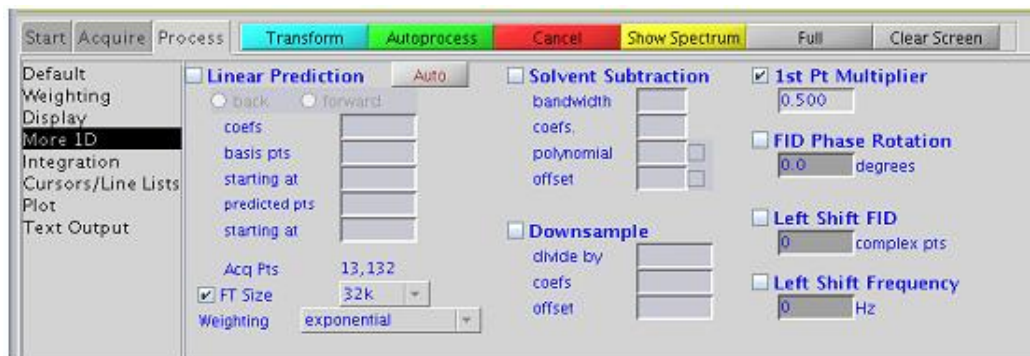 Start Acquire Process Transform Autoprocess Cancel Show Spectrum Full Clear Screen
Default
Weighting
Display
More 1D
Integration
Cursors/Line Lists
Plot
Text Output
Linear Prediction Auto
back forward
coefs
basis pts
starting at
predicted pts
starting at
Acq Pts 13,132
FT Size 32k
Weighting exponential
Solvent Subtraction
bandwidth
coefs.
polynomial
offset
Downsample
divide by
coefs
offset
1st Pt Multiplier
0.500
FID Phase Rotation
0.0 degrees
Left Shift FID
0 complex pts
Left Shift Frequency
0 Hz